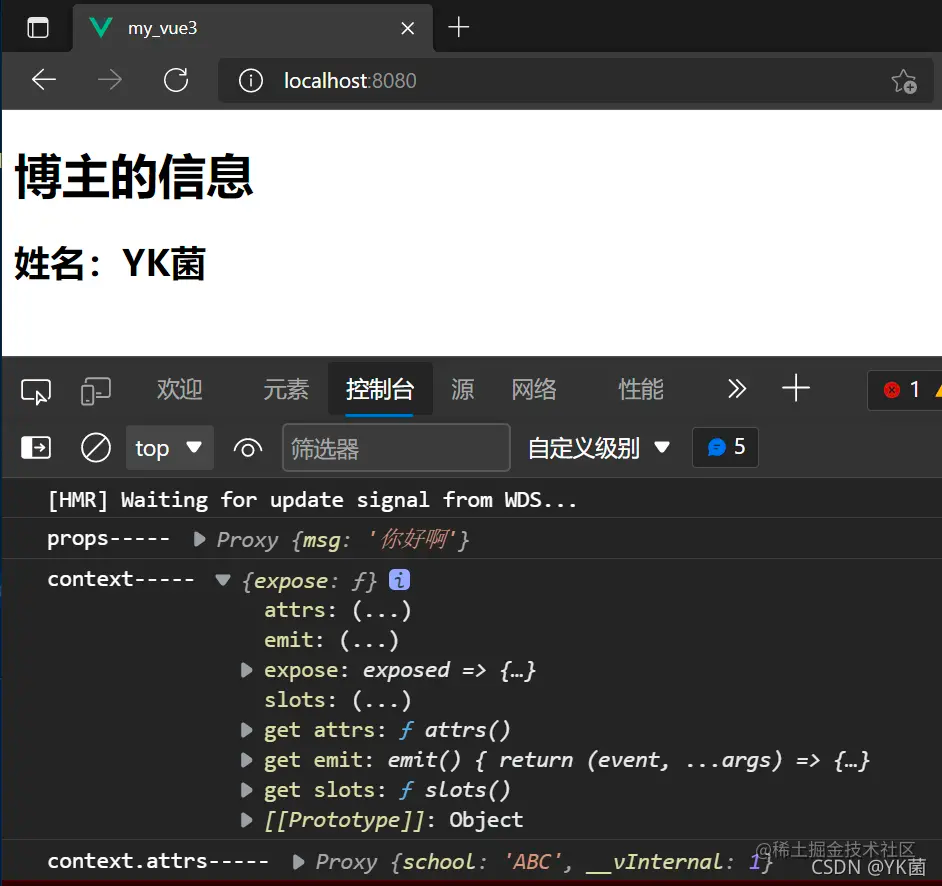 my_vue3
localhost:8080
博主的信息
姓名：YK菌
欢迎 元素 控制台 源 网络 性能 1
top 筛选器 自定义级别 5
[HMR] Waiting for update signal from WDS...
props----- Proxy {msg: '你好啊'}
context----- {expose: ƒ} i
attrs: (...)
emit: (...)
expose: exposed => {…}
slots: (...)
get attrs: ƒ attrs()
get emit: emit() { return (event, ...args) => {…}
get slots: ƒ slots()
[[Prototype]]: Object
context.attrs----- Proxy {school: 'ABC', __vInternal: 1}
@稀土掘金技术社区
CSDN @YK菌